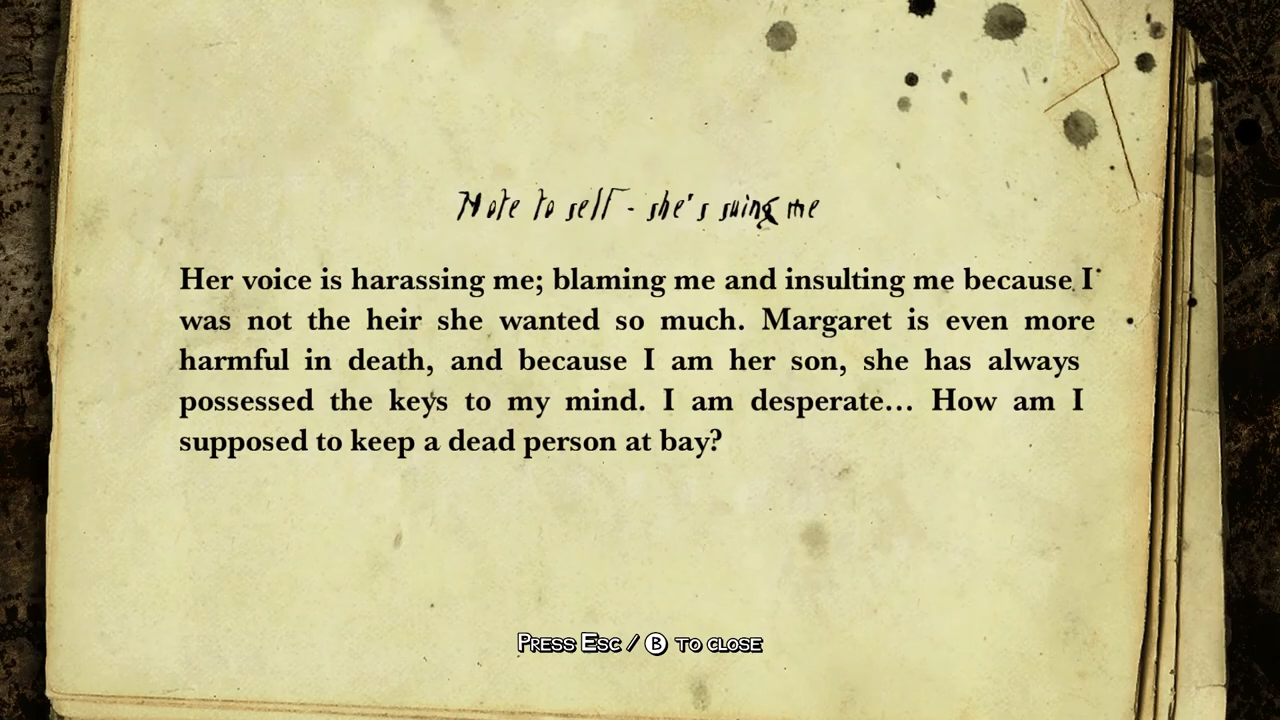 Note to self - she's suing me
Her voice is harassing me; blaming me and insulting me because I
was not the heir she wanted so much. Margaret is even more
harmful in death, and because I am her son, she has always
possessed the keys to my mind. I am desperate... How am I
supposed to keep a dead person at bay?
Press Esc / B to close